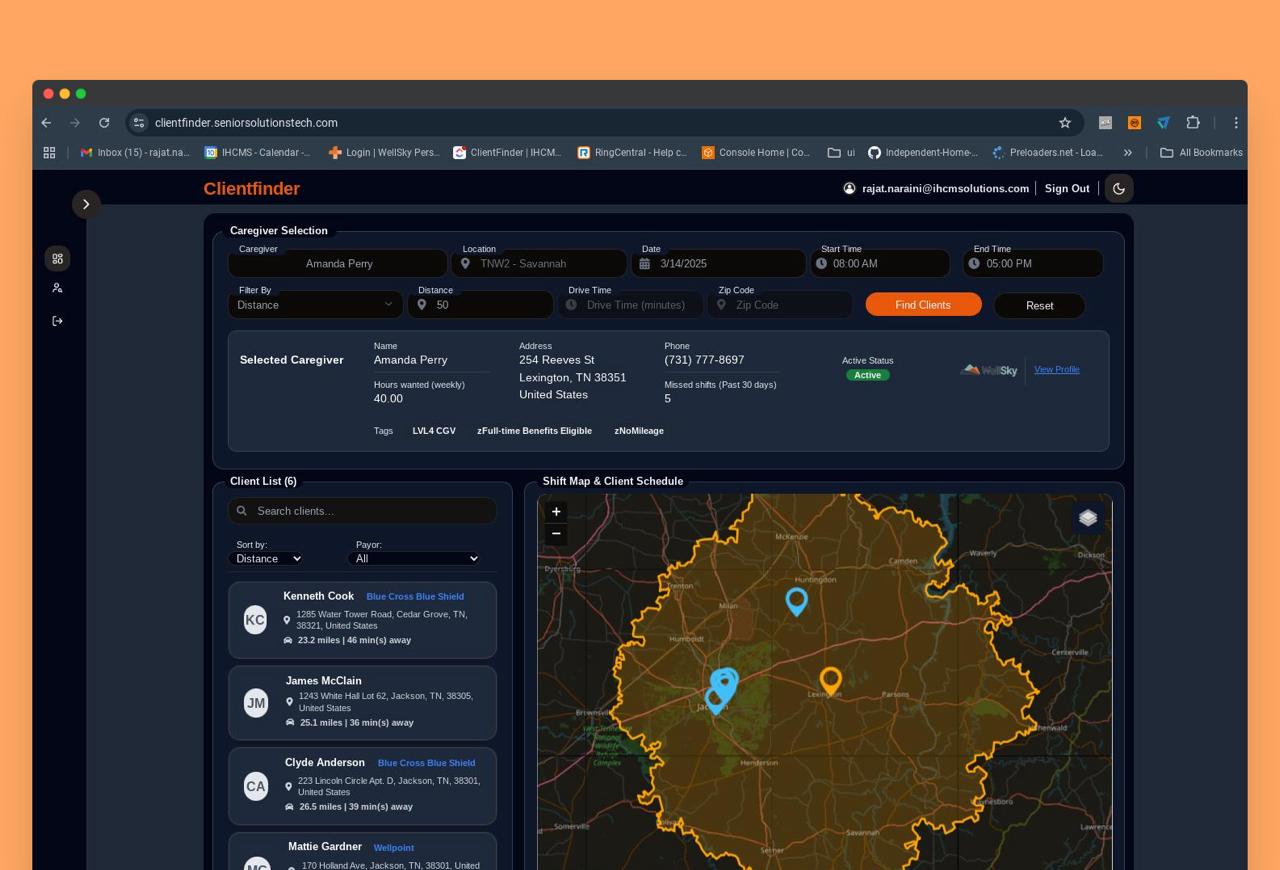 clientfinder.seniorsolutionstech.com
Inbox (15) - rajat.na...
IHCMS - Calendar -...
Login | WellSky Pers...
ClientFinder | IHCM...
RingCentral - Help c...
Console Home | Co...
ui
Independent-Home-...
Preloaders.net - Loa...
All Bookmarks
Clientfinder
rajat.naraini@ihcmsolutions.com
Sign Out
Caregiver Selection
Caregiver
Location
Date
Start Time
End Time
Amanda Perry
TNW2 - Savannah
3/14/2025
08:00 AM
05:00 PM
Filter By
Distance
Drive Time
Zip Code
Distance
50
Drive Time (minutes)
Zip Code
Find Clients
Reset
Selected Caregiver
Name
Amanda Perry
Hours wanted (weekly)
40.00
Address
254 Reeves St
Lexington, TN 38351
United States
Phone
(731) 777-8697
Missed shifts (Past 30 days)
5
Active Status
Active
WellSky
View Profile
Tags
LVL4 CGV
zFull-time Benefits Eligible
zNoMileage
Client List (6)
Search clients...
Sort by:
Payor:
Distance
All
KC
Kenneth Cook
Blue Cross Blue Shield
1285 Water Tower Road, Cedar Grove, TN,
38321, United States
23.2 miles | 46 min(s) away
JM
James McClain
1243 White Hall Lot 62, Jackson, TN, 38305,
United States
25.1 miles | 36 min(s) away
CA
Clyde Anderson
Blue Cross Blue Shield
223 Lincoln Circle Apt. D, Jackson, TN, 38301,
United States
26.5 miles | 39 min(s) away
Mattie Gardner
Wellpoint
170 Holland Ave, Jackson, TN, 38301, United
Shift Map & Client Schedule
+
−
McKenzie
Waverly
Dickson
Camden
Dyersburg
Huntingdon
Trenton
Milan
Humboldt
Centerville
Lexington
Parsons
Brownsville
Henderson
Somerville
Savannah
Selmer